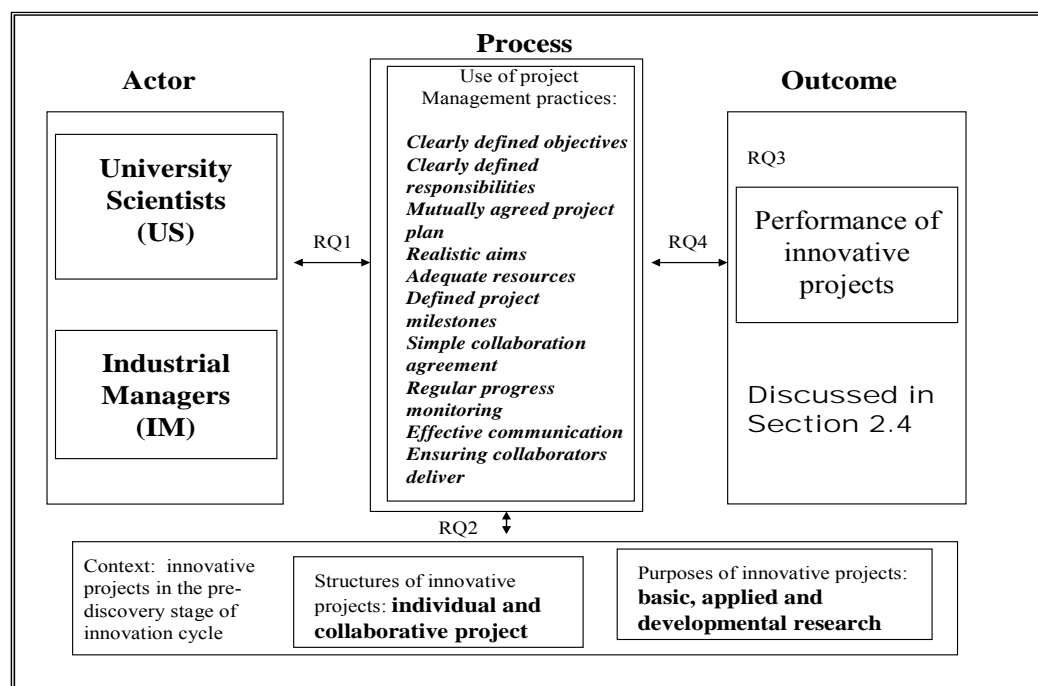 Process
Actor
Outcome
University
Scientists
(US)
Industrial
Managers
(IM)
RQ1
Use of project
Management practices:
Clearly defined objectives
Clearly defined
responsibilities
Mutually agreed project
plan
Realistic aims
Adequate resources
Defined project
milestones
Simple collaboration
agreement
Regular progress
monitoring
Effective communication
Ensuring collaborators
deliver
RQ4
RQ3
Performance of
innovative
projects
Discussed in
Section 2.4
RQ2
Context: innovative
projects in the pre-
discovery stage of
innovation cycle
Structures of innovative
projects: individual and
collaborative project
Purposes of innovative projects:
basic, applied and
developmental research